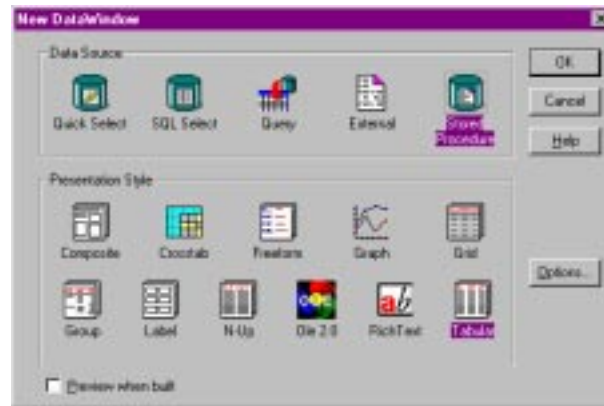 New DataWindow
Data Source
Quick Select
SQL Select
Query
External
Stored Procedure
OK
Cancel
Help
Presentation Style
Composite
Crosstab
Freeform
Graph
Grid
Options...
Group
Label
N-Up
Ole 2.0
RichText
Tabular
Preview when built